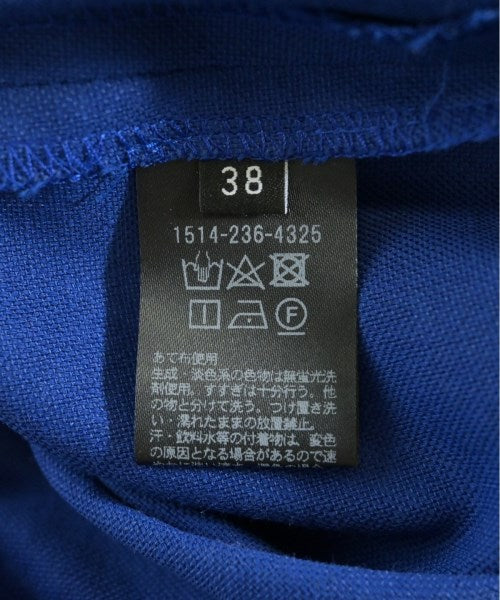 38
1514-236-4325
F
あて布使用
生成・淡色系の色物は無蛍光洗
剤使用。すすぎは十分行う。他
の物と分けて洗う。つけ置き洗
い・濡れたままの放置禁止。
汗・飲料水等の付着物は、変色
の原因となる場合があるので速